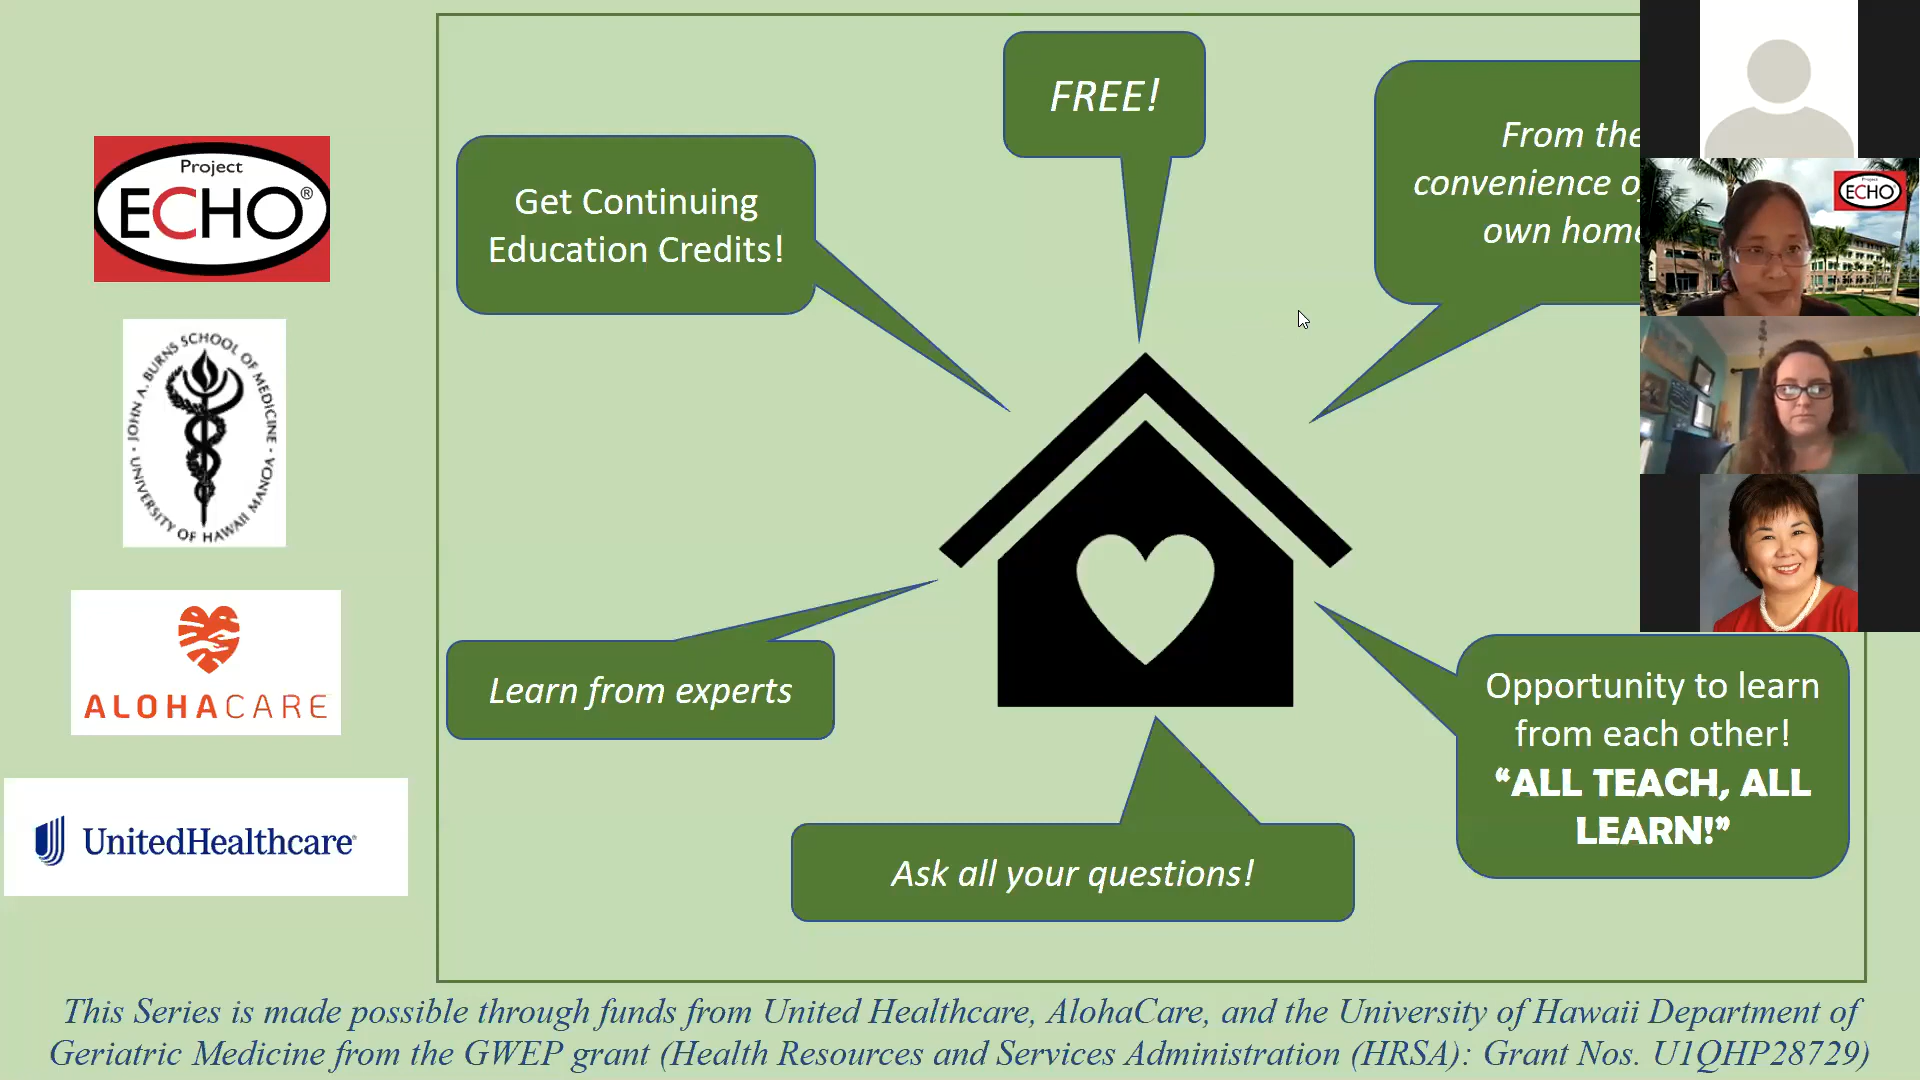 Project
ECHO®
JOHN A. BURNS SCHOOL OF MEDICINE · UNIVERSITY OF HAWAII MANOA ·
ALOHACARE
UnitedHealthcare®
FREE!
Get Continuing
Education Credits!
From the
convenience
own home
Learn from experts
Ask all your questions!
Opportunity to learn
from each other!
“ALL TEACH, ALL
LEARN!”
Project
ECHO
This Series is made possible through funds from United Healthcare, AlohaCare, and the University of Hawaii Department of
Geriatric Medicine from the GWEP grant (Health Resources and Services Administration (HRSA): Grant Nos. U1QHP28729)